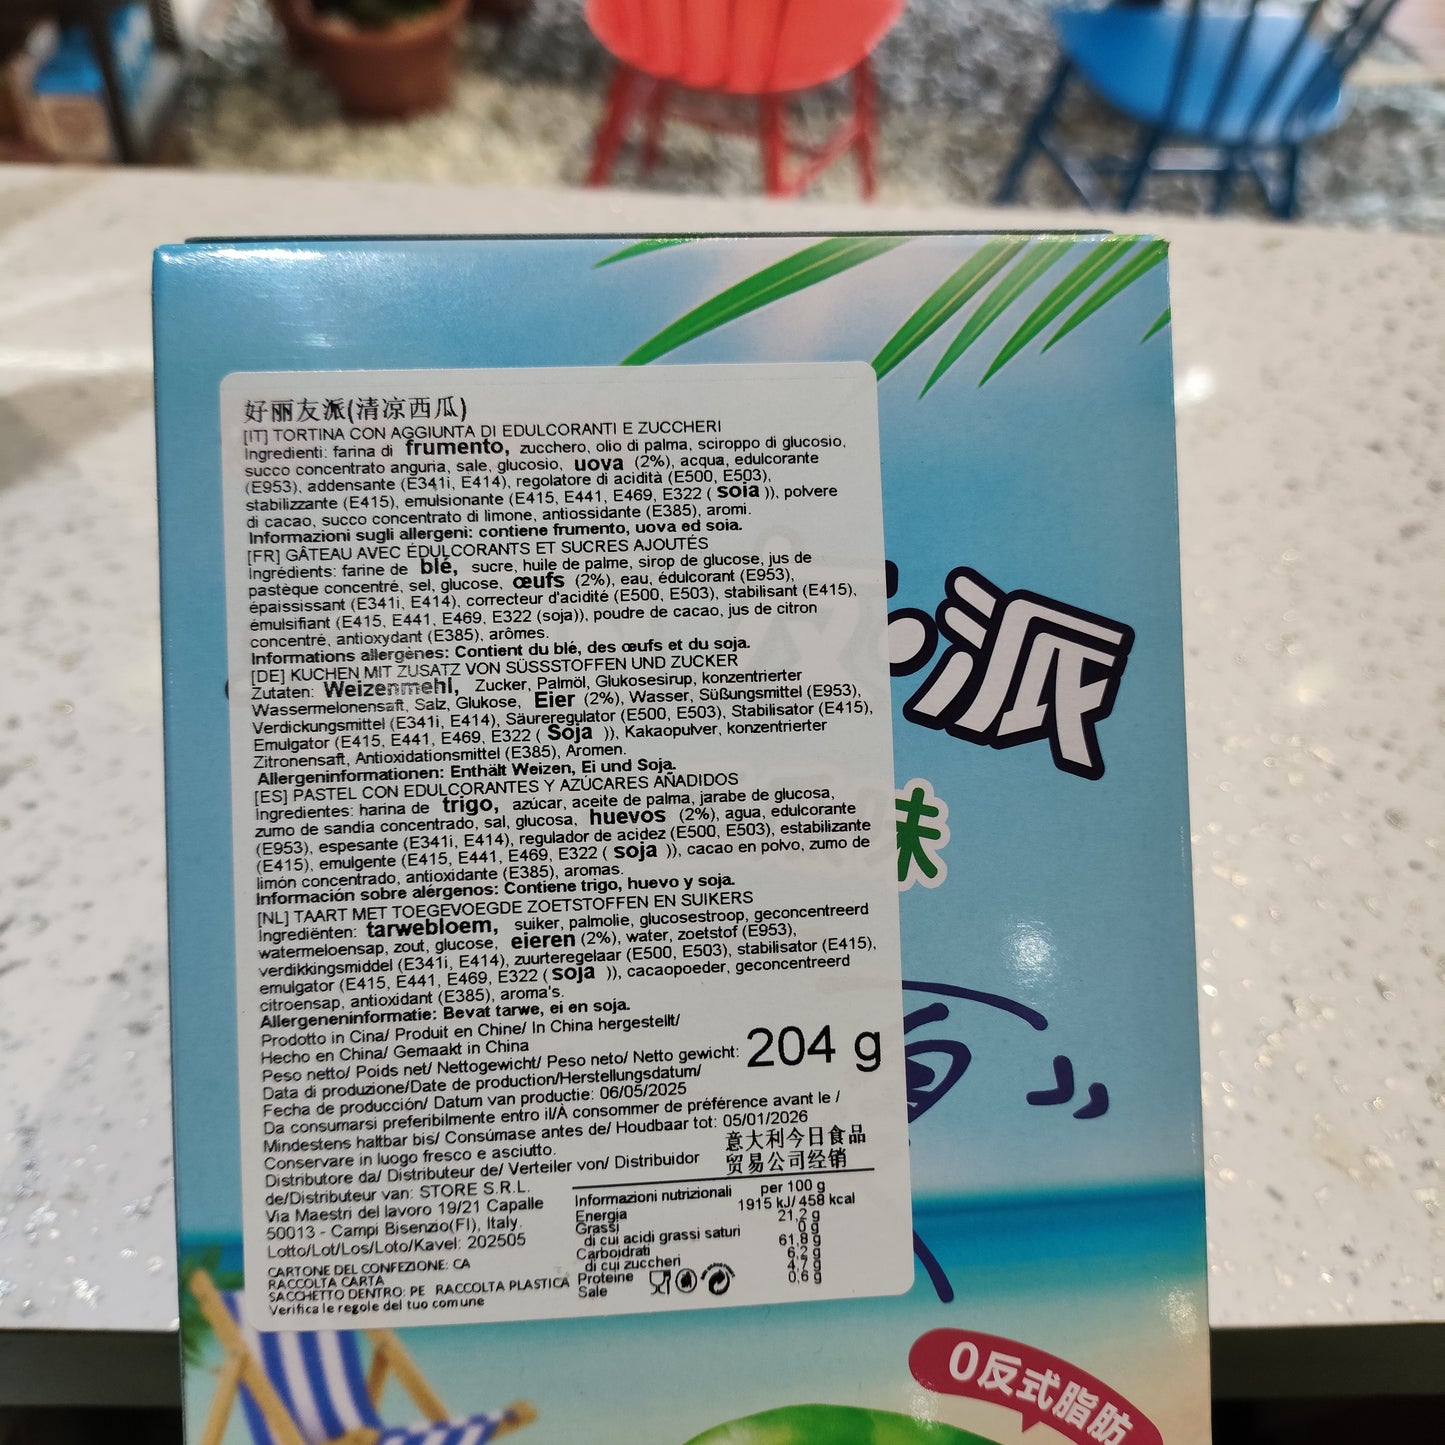 好丽友派(清凉西瓜)
[IT] TORTINA CON AGGIUNTA DI EDULCORANTI E ZUCCHERI
Ingredienti: farina di frumento, zucchero, olio di palma, sciroppo di glucosio,
succo concentrato anguria, sale, glucosio, uova (2%), acqua, edulcorante
(E953), addensante (E341i, E414), regolatore di acidità (E500, E503),
stabilizzante (E415), emulsionante (E415, E441, E469, E322 ( soia )), polvere
di cacao, succo concentrato di limone, antiossidante (E385), aromi.
Informazioni sugli allergeni: contiene frumento, uova ed soia.
[FR] GÂTEAU AVEC ÉDULCORANTS ET SUCRES AJOUTÉS
Ingrédients: farine de blé, sucre, huile de palme, sirop de glucose, jus de
pastèque concentré, sel, glucose, œufs (2%), eau, édulcorant (E953),
épaississant (E341i, E414), correcteur d'acidité (E500, E503), stabilisant (E415),
émulsifiant (E415, E441, E469, E322 (soja)), poudre de cacao, jus de citron
concentré, antioxydant (E385), arômes.
Informations allergènes: Contient du blé, des œufs et du soja.
[DE] KUCHEN MIT ZUSATZ VON SÜSSSTOFFEN UND ZUCKER
Zutaten: Weizenmehl, Zucker, Palmöl, Glukosesirup, konzentrierter
Wassermelonensaft, Salz, Glukose, Eier (2%), Wasser, Süßungsmittel (E953),
Verdickungsmittel (E341i, E414), Säureregulator (E500, E503), Stabilisator (E415),
Emulgator (E415, E441, E469, E322 ( Soja )), Kakaopulver, konzentrierter
Zitronensaft, Antioxidationsmittel (E385), Aromen.
Allergeninformationen: Enthält Weizen, Ei und Soja.
[ES] PASTEL CON EDULCORANTES Y AZÚCARES AÑADIDOS
Ingredientes: harina de trigo, azúcar, aceite de palma, jarabe de glucosa,
zumo de sandía concentrado, sal, glucosa, huevos (2%), agua, edulcorante
(E953), espesante (E341i, E414), regulador de acidez (E500, E503), estabilizante
(E415), emulgente (E415, E441, E469, E322 ( soja )), cacao en polvo, zumo de
limón concentrado, antioxidante (E385), aromas.
Información sobre alérgenos: Contiene trigo, huevo y soja.
[NL] TAART MET TOEGEVOEGDE ZOETSTOFFEN EN SUIKERS
Ingrediënten: tarwebloem, suiker, palmolie, glucosestroop, geconcentreerd
watermeloensap, zout, glucose, eieren (2%), water, zoetstof (E953),
verdikkingsmiddel (E341i, E414), zuurteregelaar (E500, E503), stabilisator (E415),
emulgator (E415, E441, E469, E322 ( soja )), cacaopoeder, geconcentreerd
citroensap, antioxidant (E385), aroma's.
Allergeneninformatie: Bevat tarwe, ei en soja.
Prodotto in Cina/ Produit en Chine/ In China hergestellt/
Hecho en China/ Gemaakt in China
Peso netto/ Poids net/ Nettogewicht/ Peso neto/ Netto gewicht: 204 g
Data di produzione/Date de production/Herstellungsdatum/
Fecha de producción/ Datum van productie: 06/05/2025
Da consumarsi preferibilmente entro il/À consommer de préférence avant le /
Mindestens haltbar bis/ Consúmase antes de/ Houdbaar tot: 05/01/2026
Conservare in luogo fresco e asciutto.
Distributore da/ Distributeur de/ Verteiler von/ Distribuidor
de/Distributeur van: STORE S.R.L.
Via Maestri del lavoro 19/21 Capalle
50013 - Campi Bisenzio(FI), Italy.
Lotto/Lot/Los/Loto/Kavel: 202505
CARTONE DEL CONFEZIONE: CA
RACCOLTA CARTA
SACCHETTO DENTRO: PE RACCOLTA PLASTICA
Verifica le regole del tuo comune
意大利今日食品
贸易公司经销
Informazioni nutrizionali per 100 g
Energia 1915 kJ/ 458 kcal
Grassi 21,2 g
di cui acidi grassi saturi 0 g
Carboidrati 61,8 g
di cui zuccheri 6,2 g
Proteine 4,7 g
Sale 0,6 g
派
味
0反式脂肪